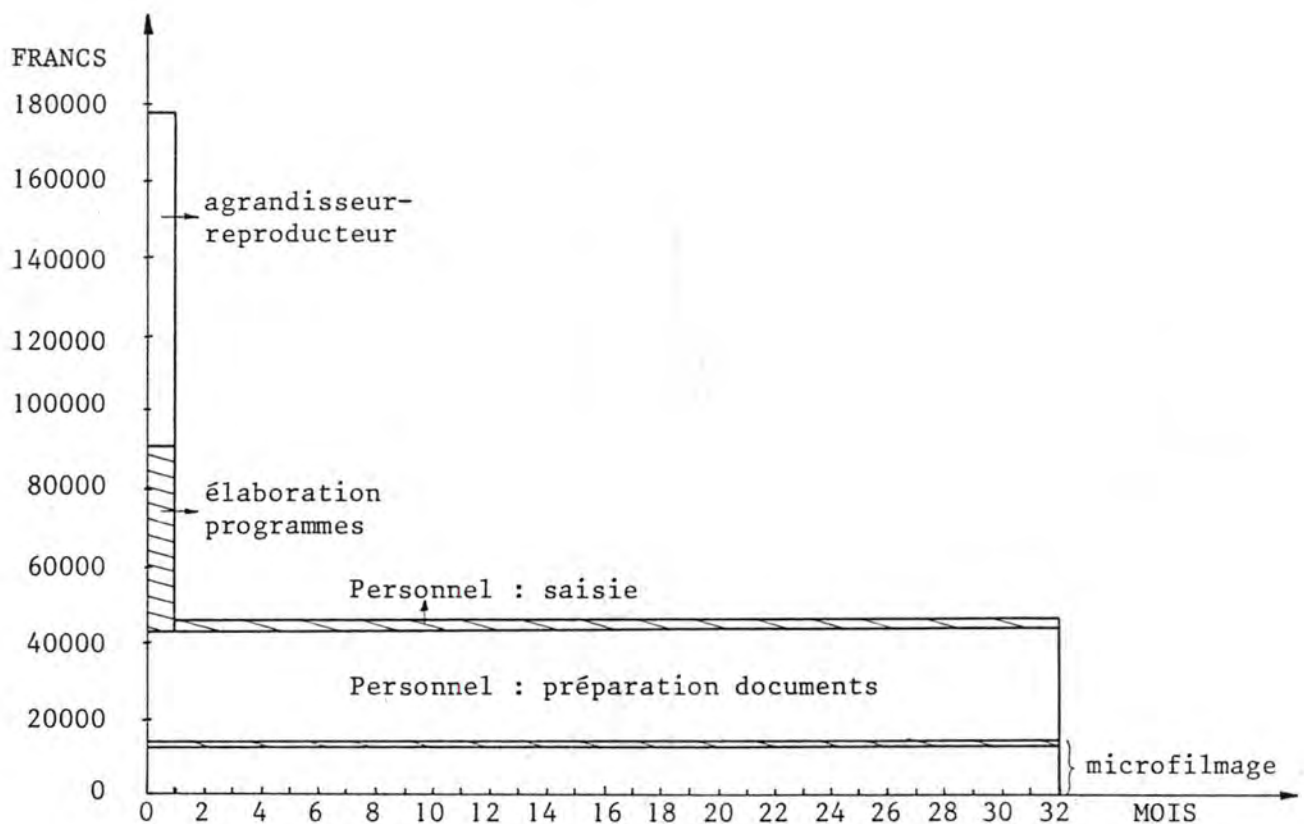 FRANCS
180000
160000
agrandisseur-
reproducteur
140000
120000
100000
80000
élaboration
programmes
60000
Personnel : saisie
40000
Personnel : préparation documents
20000
microfilmage
0
0 2 4 6 8 10 12 14 16 18 20 22 24 26 28 30 32 MOIS